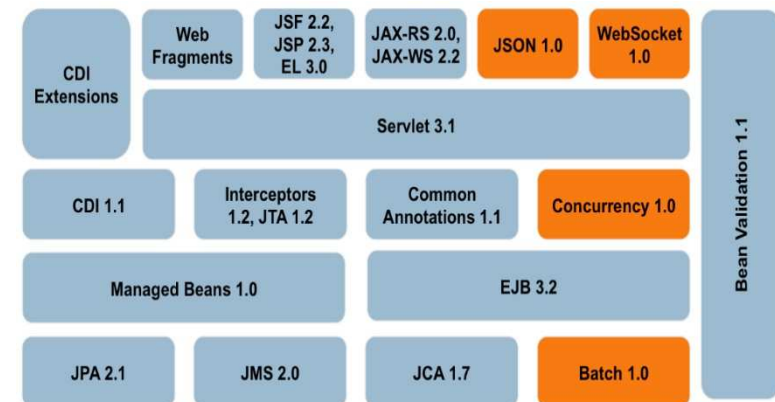 CDI
Extensions
Web
Fragments
JSF 2.2,
JSP 2.3,
EL 3.0
JAX-RS 2.0,
JAX-WS 2.2
JSON 1.0
WebSocket
1.0
Servlet 3.1
CDI 1.1
Interceptors
1.2, JTA 1.2
Common
Annotations 1.1
Concurrency 1.0
Managed Beans 1.0
EJB 3.2
JPA 2.1
JMS 2.0
JCA 1.7
Batch 1.0
Bean Validation 1.1